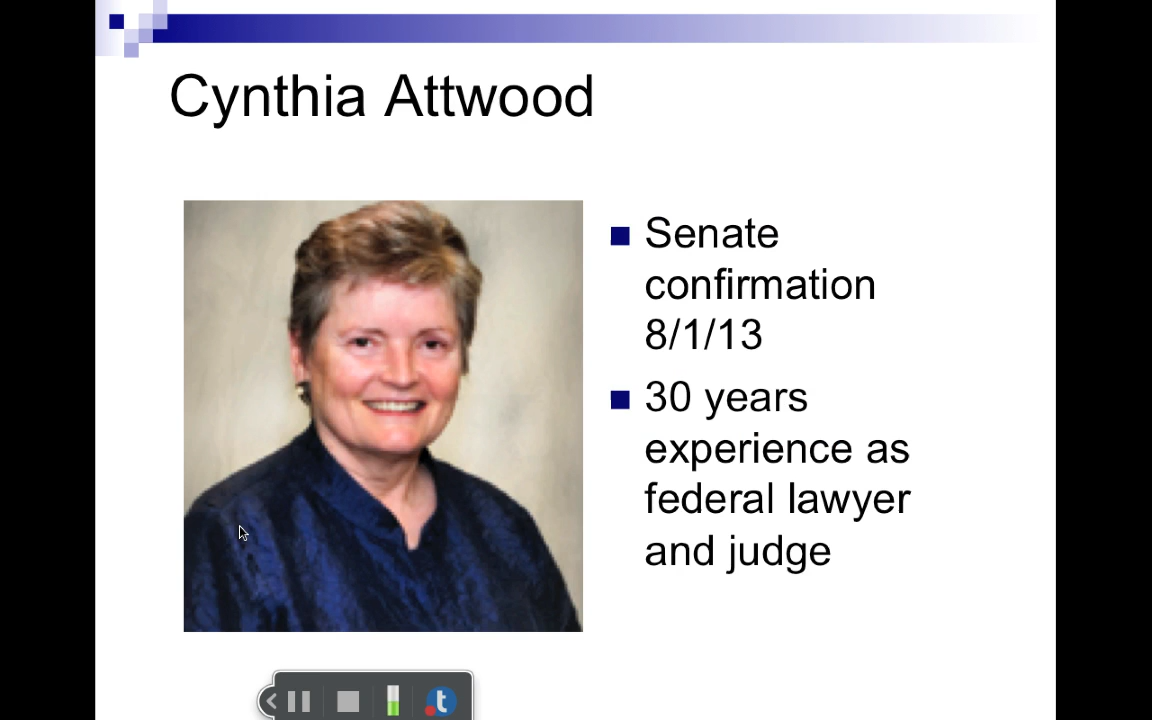 Cynthia Attwood
Senate
confirmation
8/1/13
30 years
experience as
federal lawyer
and judge
t